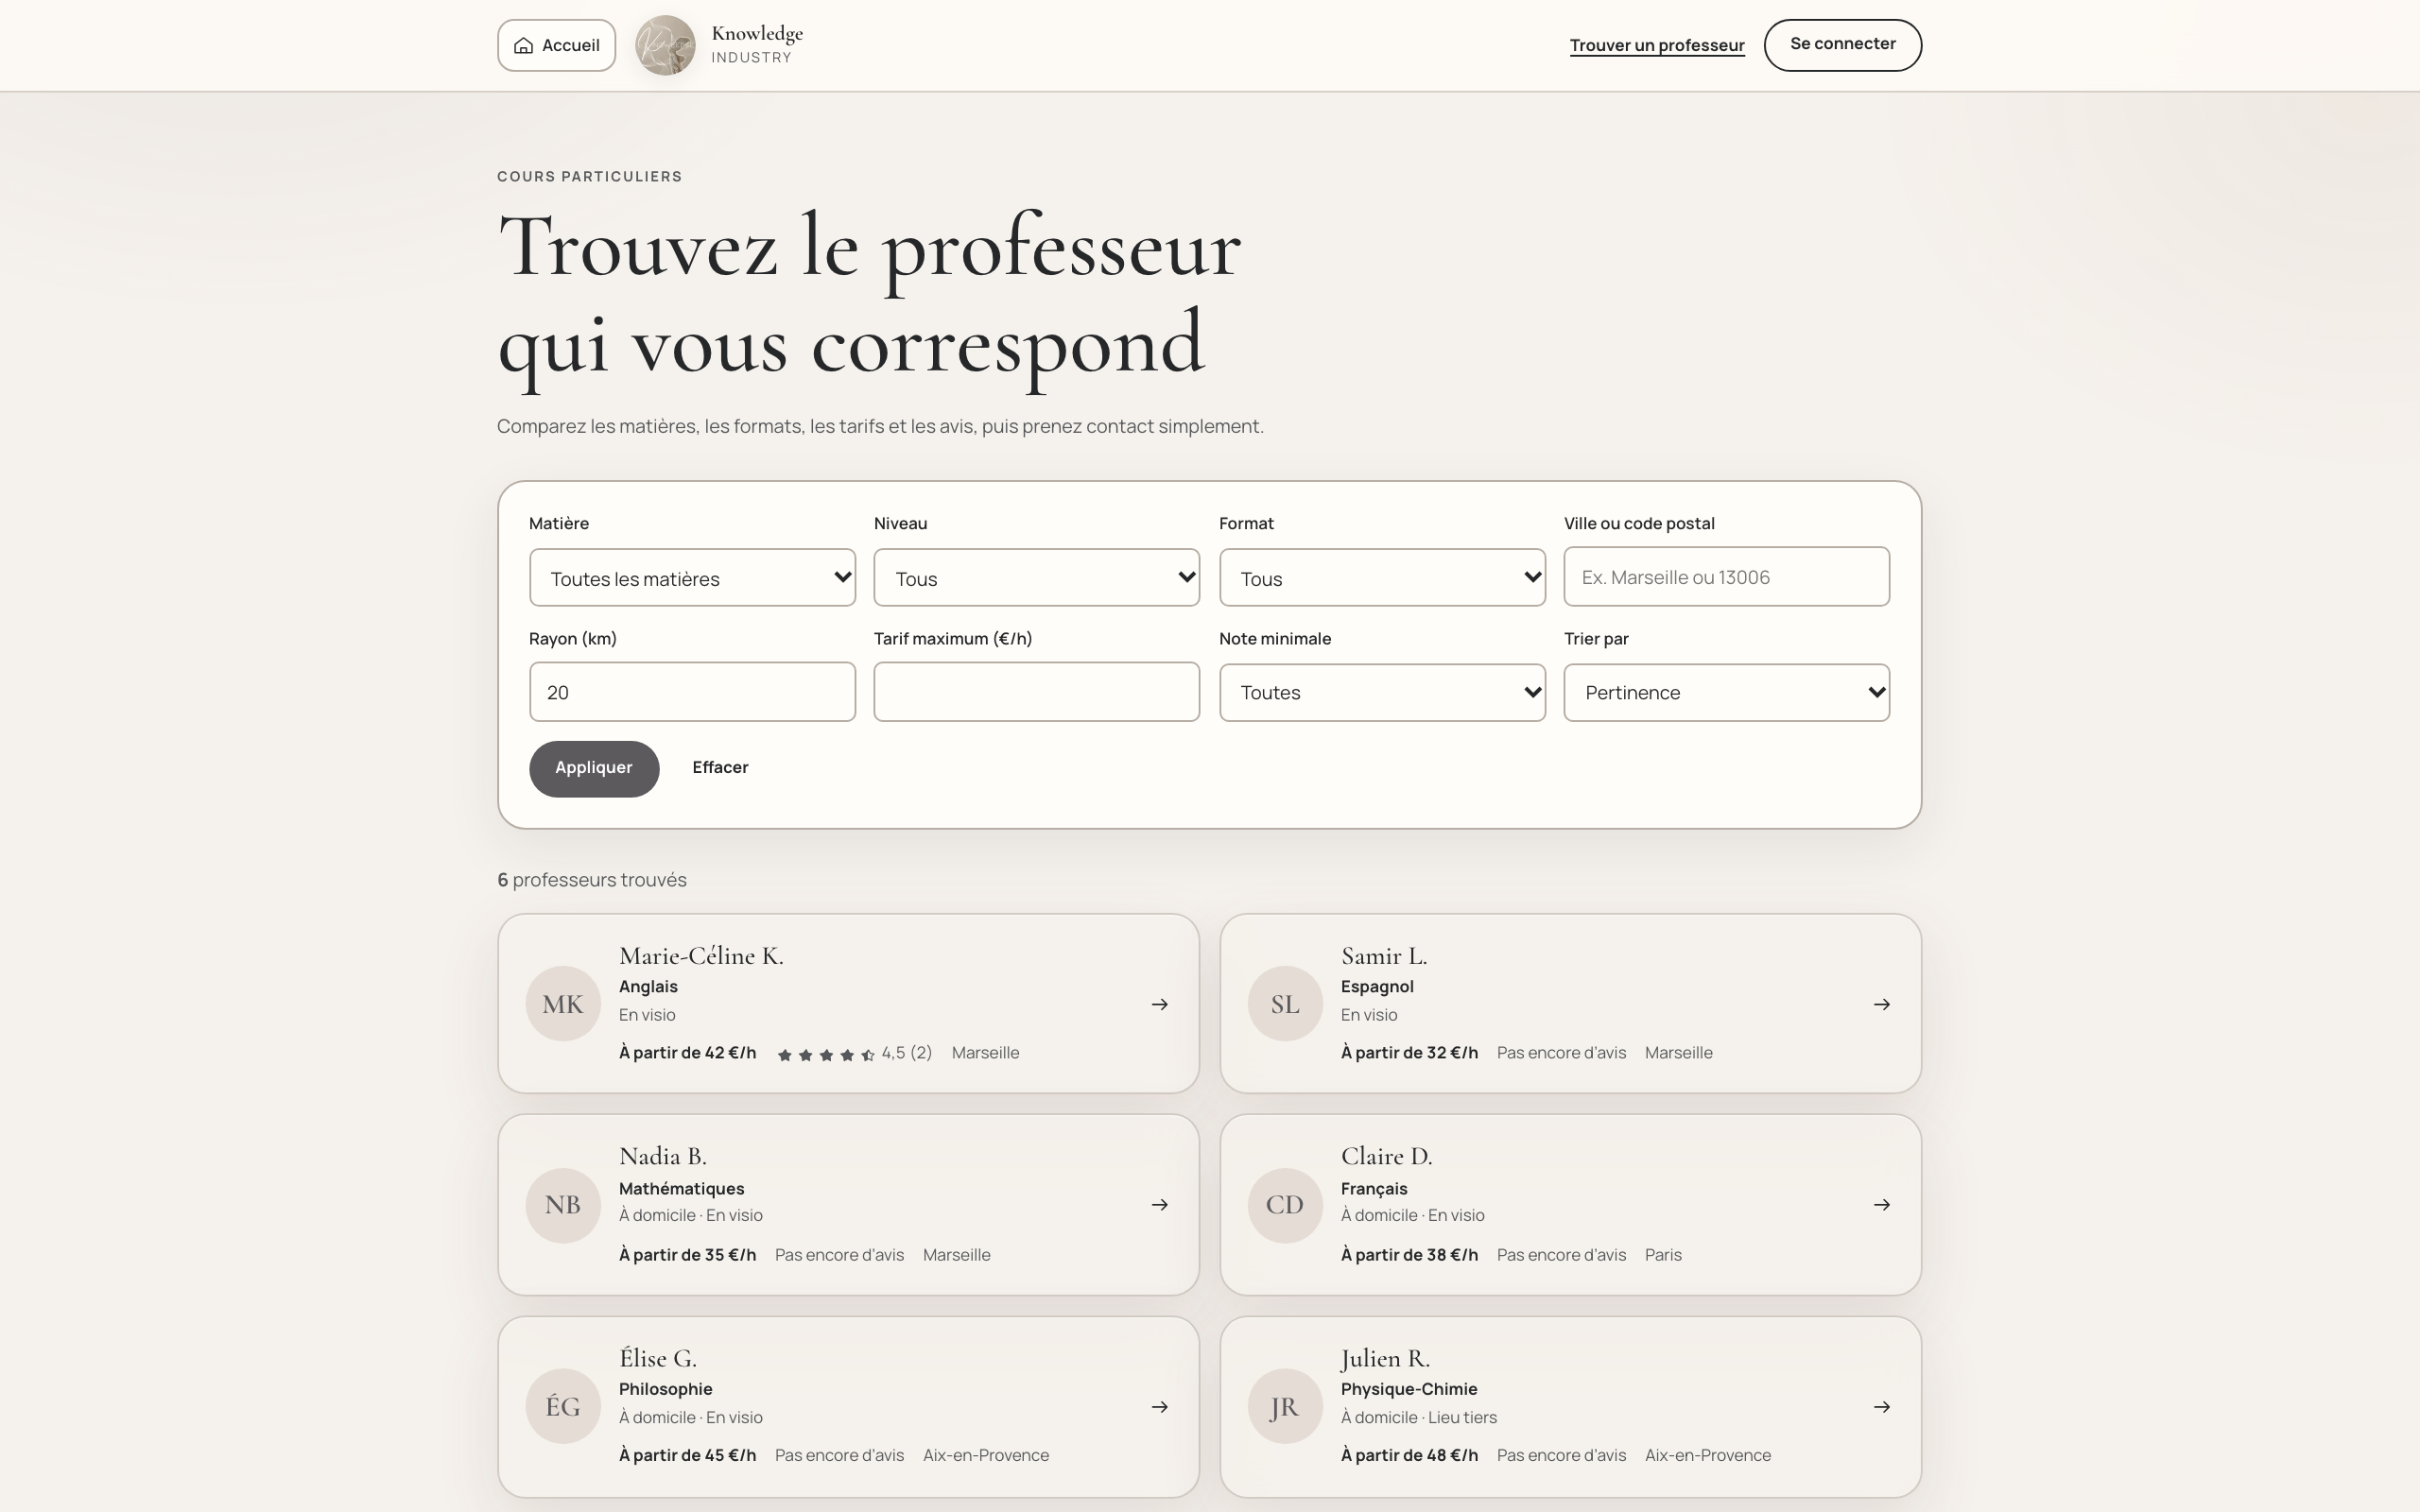 Accueil
Knowledge
INDUSTRY
Trouver un professeur
Se connecter
COURS PARTICULIERS
Trouvez le professeur
qui vous correspond
Comparez les matières, les formats, les tarifs et les avis, puis prenez contact simplement.
Matière
Niveau
Format
Ville ou code postal
Toutes les matières
Tous
Tous
Ex. Marseille ou 13006
Rayon (km)
Tarif maximum (€/h)
Note minimale
Trier par
20
Toutes
Pertinence
Appliquer
Effacer
6 professeurs trouvés
MK
Marie-Céline K.
Anglais
En visio
À partir de 42 €/h 4,5 (2) Marseille
SL
Samir L.
Espagnol
En visio
À partir de 32 €/h Pas encore d'avis Marseille
NB
Nadia B.
Mathématiques
À domicile · En visio
À partir de 35 €/h Pas encore d'avis Marseille
CD
Claire D.
Français
À domicile · En visio
À partir de 38 €/h Pas encore d'avis Paris
ÉG
Élise G.
Philosophie
À domicile · En visio
À partir de 45 €/h Pas encore d'avis Aix-en-Provence
JR
Julien R.
Physique-Chimie
À domicile · Lieu tiers
À partir de 48 €/h Pas encore d'avis Aix-en-Provence